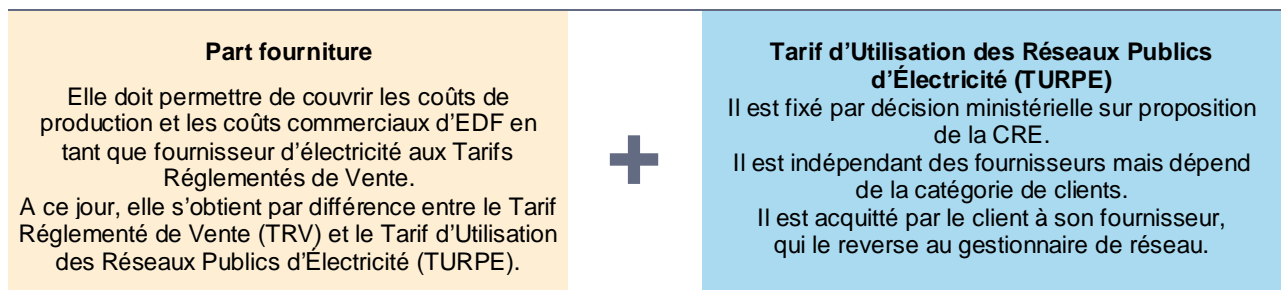 Part fourniture
Elle doit permettre de couvrir les coûts de
production et les coûts commerciaux d’EDF en
tant que fournisseur d’électricité aux Tarifs
Réglementés de Vente.
A ce jour, elle s’obtient par différence entre le Tarif
Réglementé de Vente (TRV) et le Tarif d’Utilisation
des Réseaux Publics d’Électricité (TURPE).
+
Tarif d’Utilisation des Réseaux Publics
d’Électricité (TURPE)
Il est fixé par décision ministérielle sur proposition
de la CRE.
Il est indépendant des fournisseurs mais dépend
de la catégorie de clients.
Il est acquitté par le client à son fournisseur,
qui le reverse au gestionnaire de réseau.